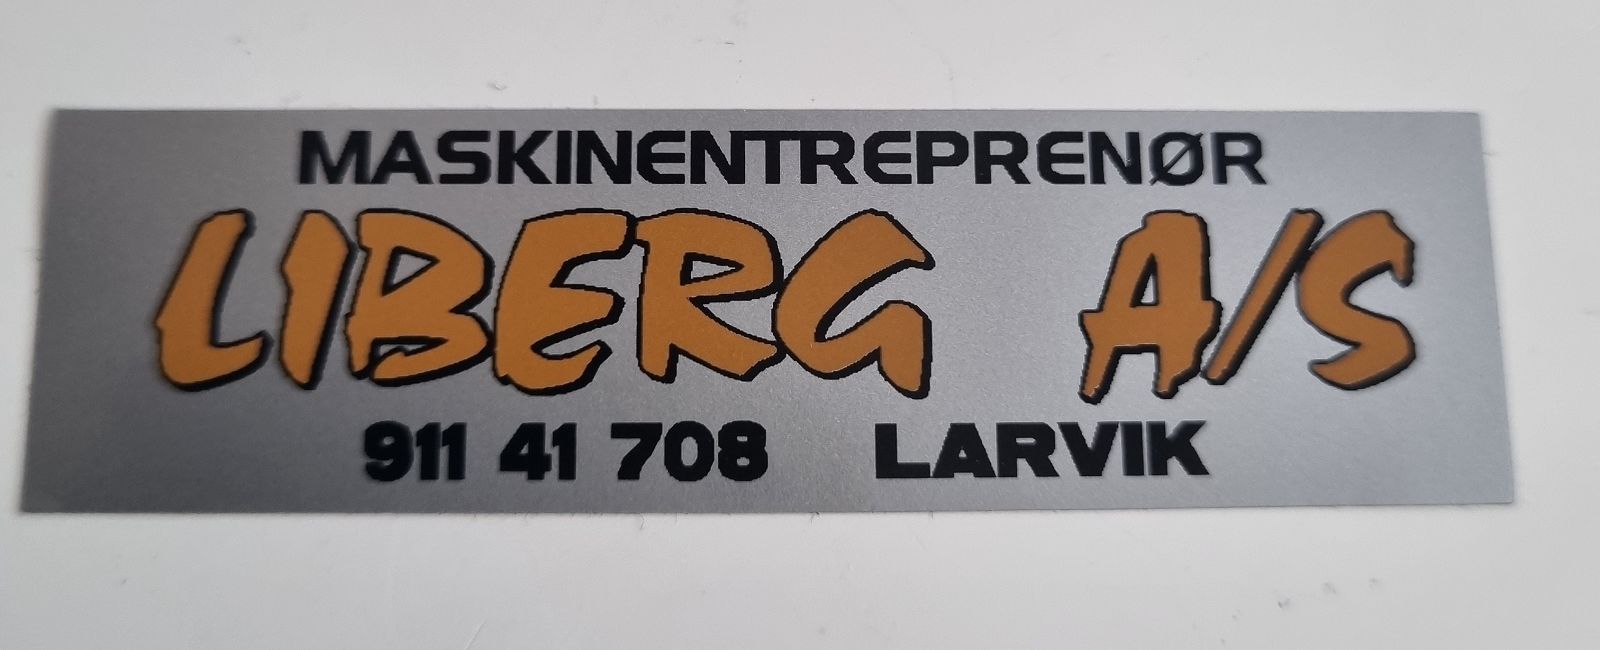 MASKINENTREPRENØR
LIBERG A/S
911 41 708 LARVIK